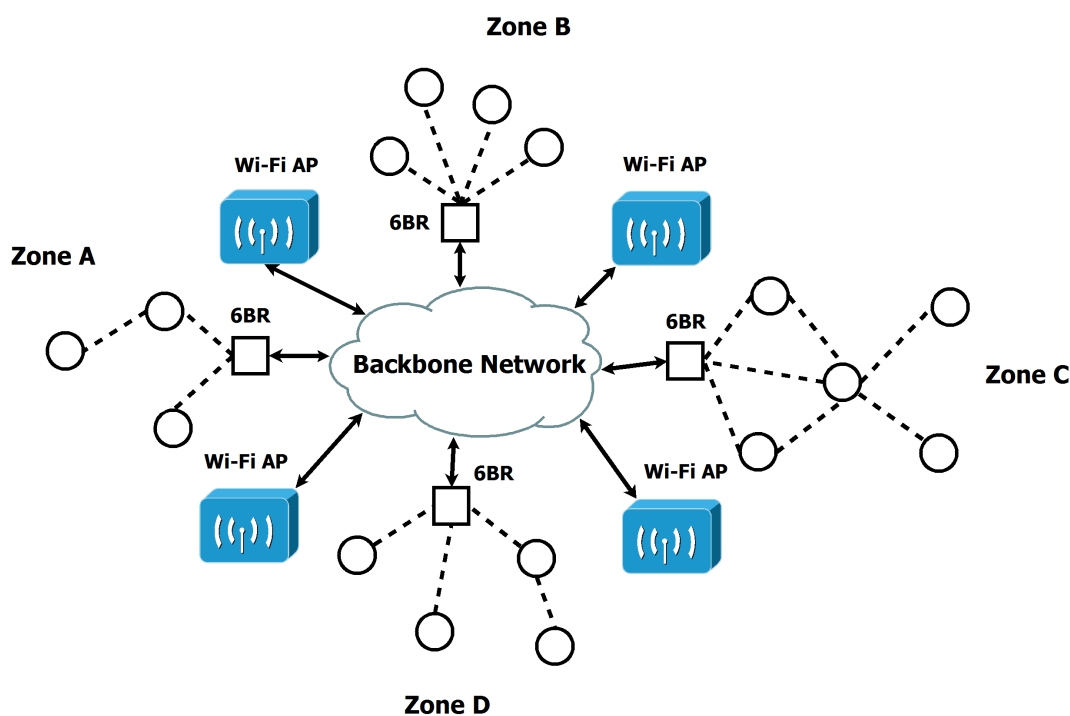 Zone B
Wi-Fi AP
Wi-Fi AP
6BR
Zone A
6BR
6BR
Backbone Network
Zone C
Wi-Fi AP
6BR
Wi-Fi AP
Zone D